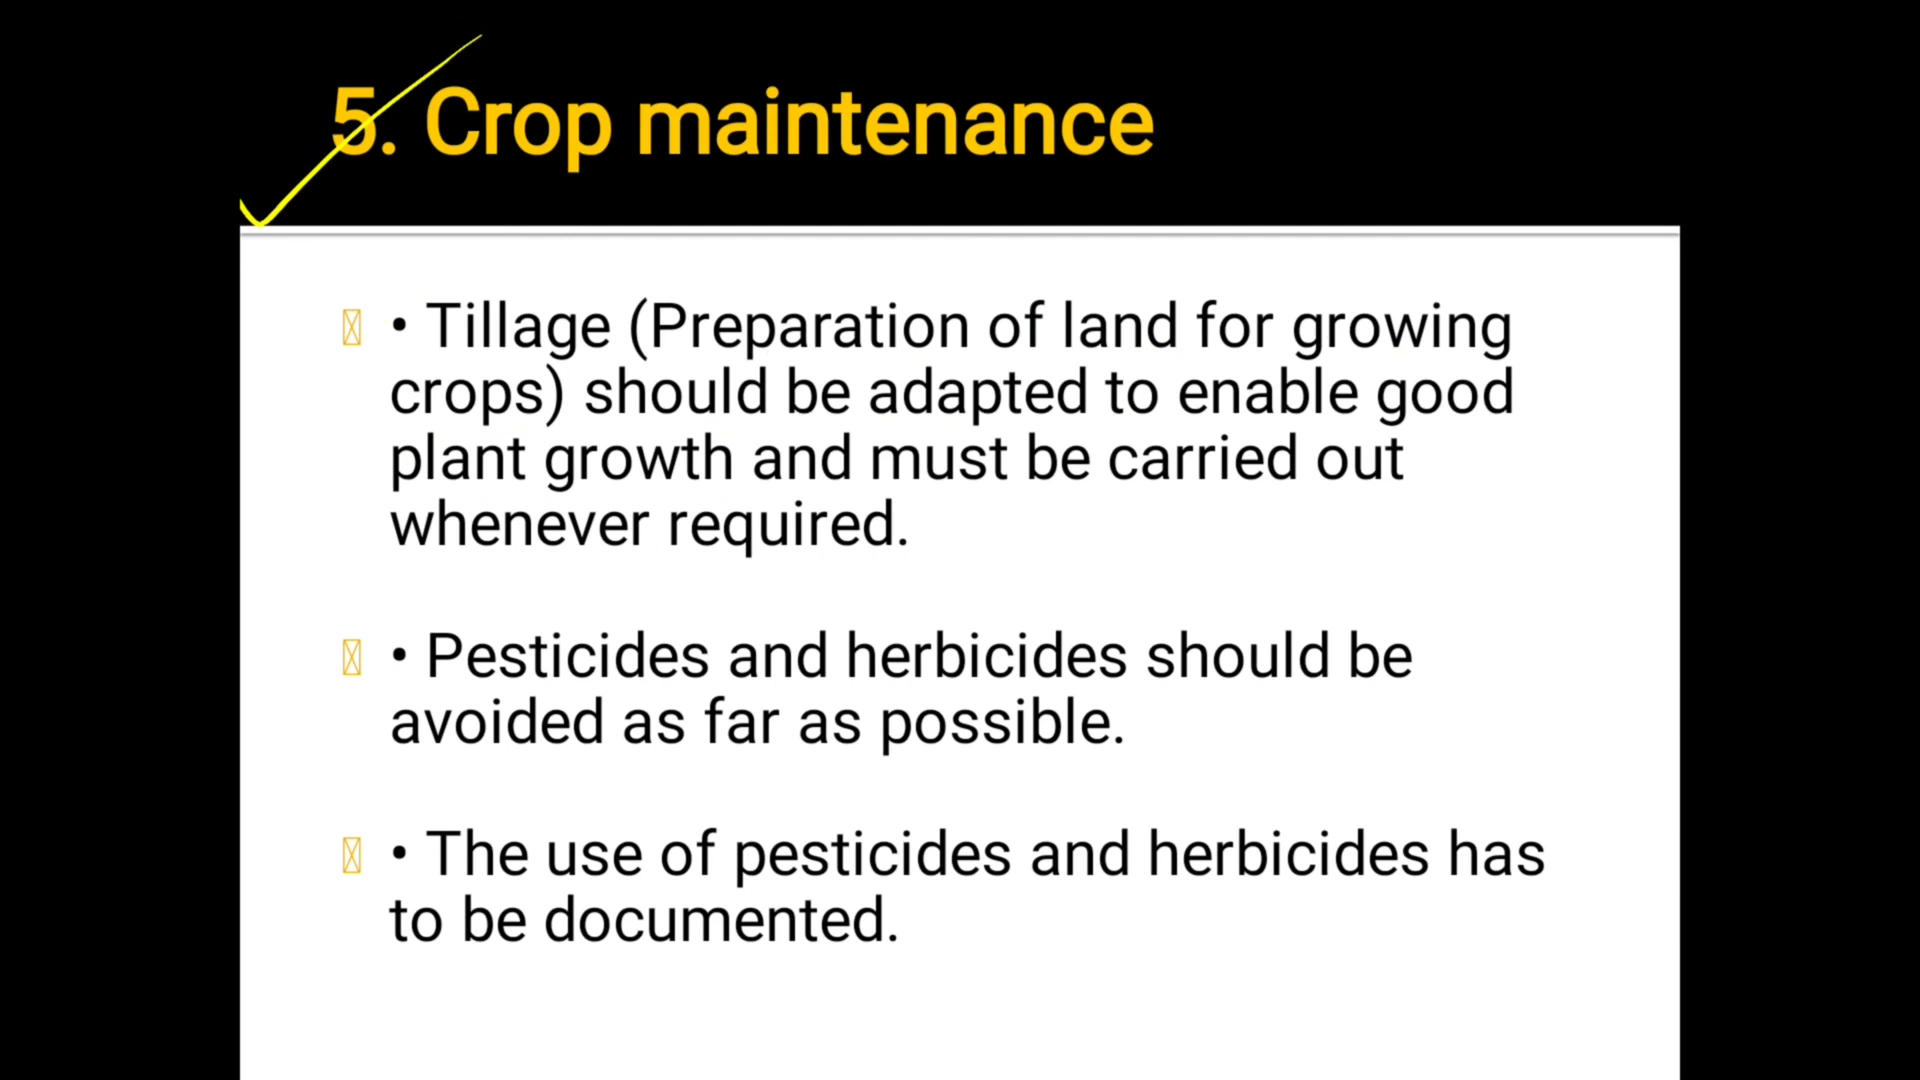 5. Crop maintenance
• Tillage (Preparation of land for growing
crops) should be adapted to enable good
plant growth and must be carried out
whenever required.
• Pesticides and herbicides should be
avoided as far as possible.
• The use of pesticides and herbicides has
to be documented.